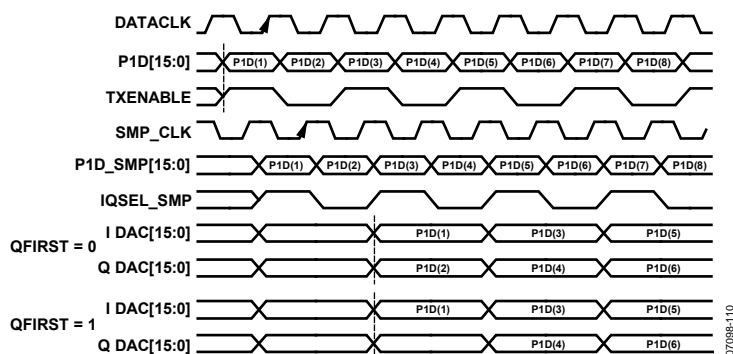 DATACLK
P1D[15:0] P1D(1) P1D(2) P1D(3) P1D(4) P1D(5) P1D(6) P1D(7) P1D(8)
TXENABLE
SMP_CLK
P1D_SMP[15:0] P1D(1) P1D(2) P1D(3) P1D(4) P1D(5) P1D(6) P1D(7) P1D(8)
IQSEL_SMP
QFIRST = 0
I DAC[15:0] P1D(1) P1D(3) P1D(5)
Q DAC[15:0] P1D(2) P1D(4) P1D(6)
QFIRST = 1
I DAC[15:0] P1D(1) P1D(3) P1D(5)
Q DAC[15:0] P1D(4) P1D(6)
07098-110